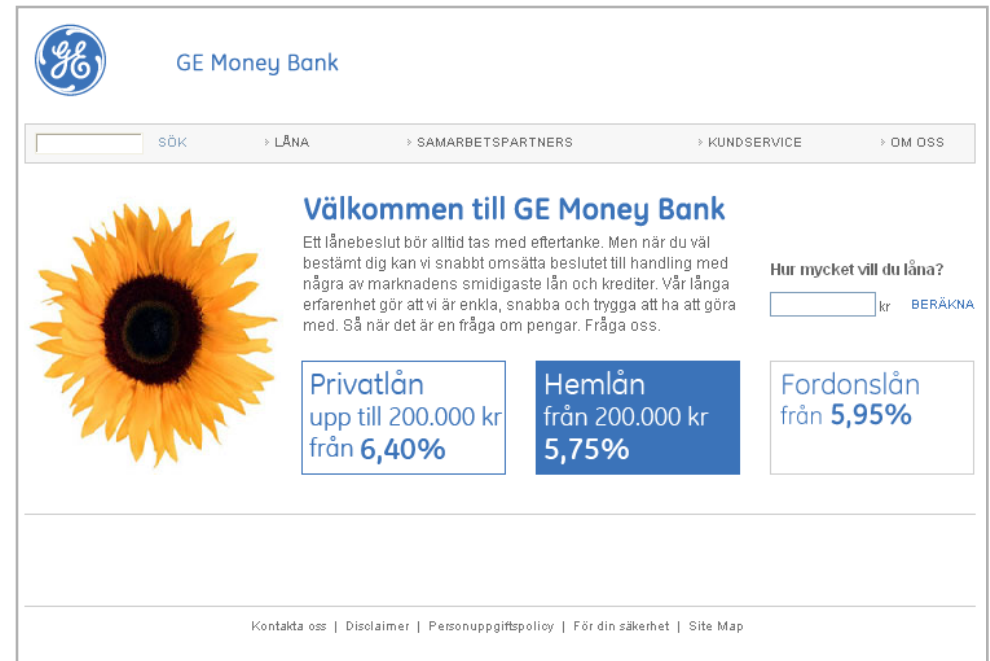 GE
GE Money Bank
SÖK
LÅNA
SAMARBETSPARTNERS
KUNDSERVICE
OM OSS
Välkommen till GE Money Bank
Ett lånebeslut bör alltid tas med eftertanke. Men när du väl
bestämt dig kan vi snabbt omsätta beslutet till handling med
några av marknadens smidigaste lån och krediter. Vår långa
erfarenhet gör att vi är enkla, snabba och trygga att ha att göra
med. Så när det är en fråga om pengar. Fråga oss.
Hur mycket vill du låna?
kr BERÄKNA
Privatlån
upp till 200.000 kr
från 6,40%
Hemlån
från 200.000 kr
5,75%
Fordonslån
från 5,95%
Kontakta oss | Disclaimer | Personuppgiftspolicy | För din säkerhet | Site Map